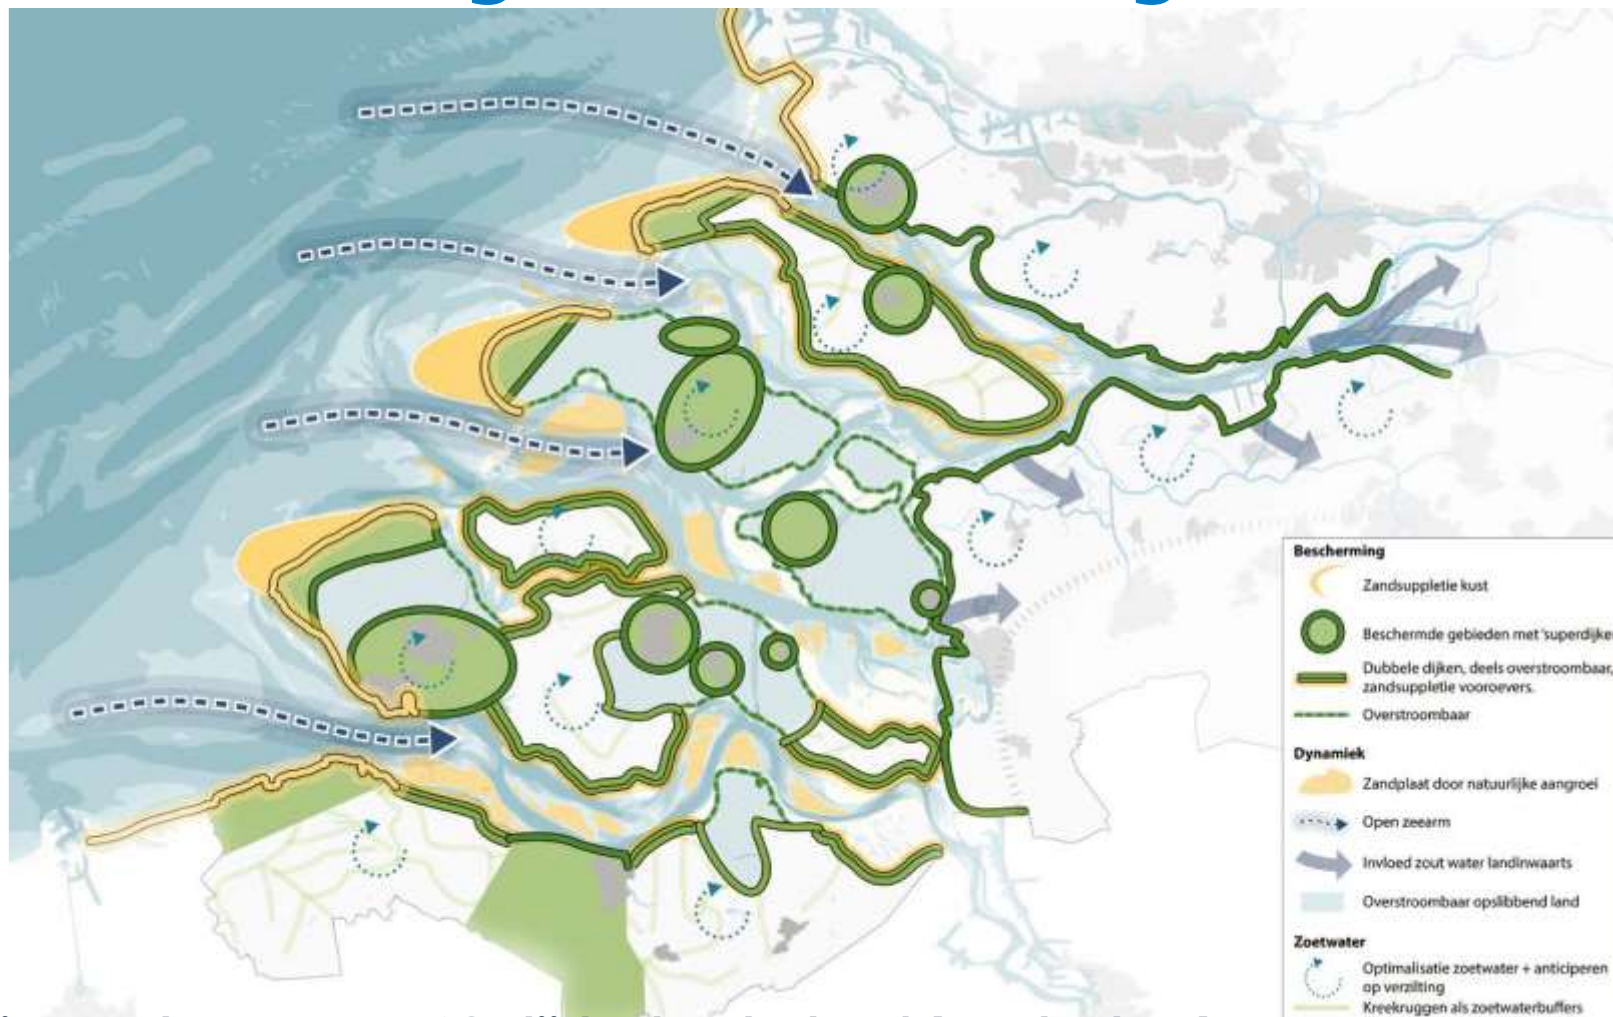 Bescherming
Zandsuppletie kust
Beschermde gebieden met 'superdijke
Dubbele dijken, deels overstroombaar,
zandsuppletie vooroevers.
Overstroombaar
Dynamiek
Zandplaat door natuurlijke aangroei
Open zeearm
Invloed zout water landinwaarts
Overstroombaar opslibbend land
Zoetwater
Optimalisatie zoetwater + anticiperen
op verzilting
Kreekruggen als zoetwaterbuffers